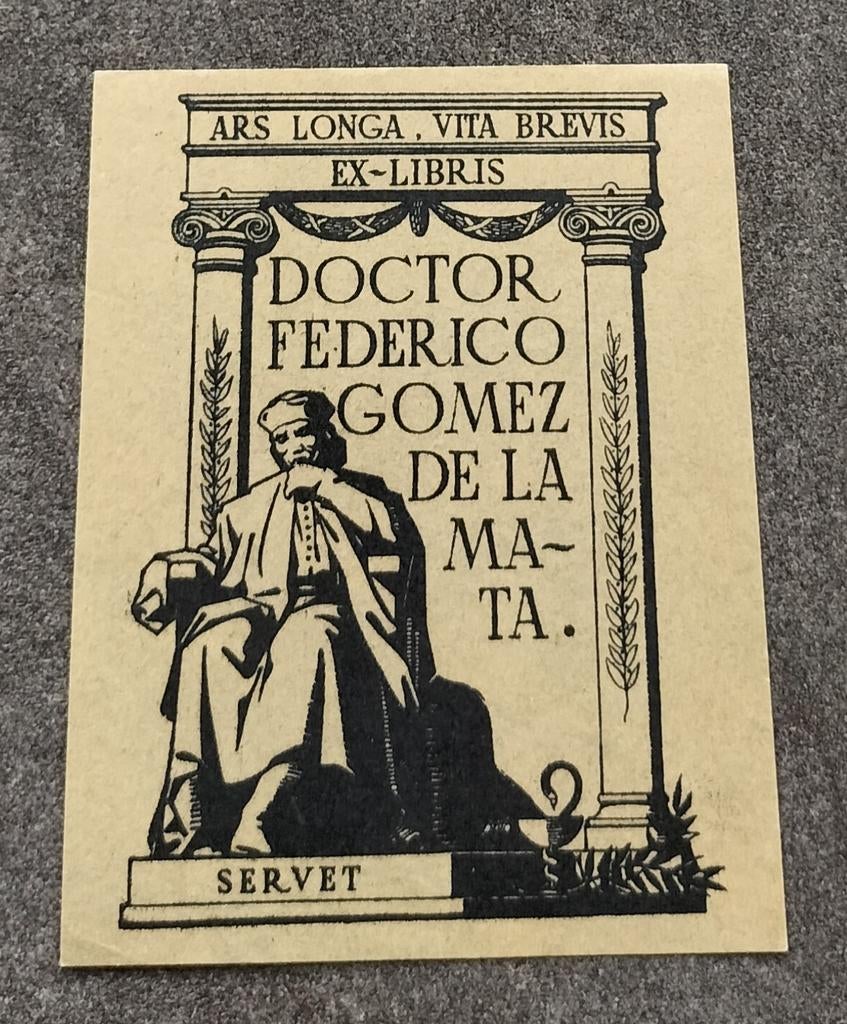 ARS LONGA, VITA BREVIS
EX-LIBRIS
DOCTOR
FEDERICO
GOMEZ
DE LA
MA-
TA.
SERVET